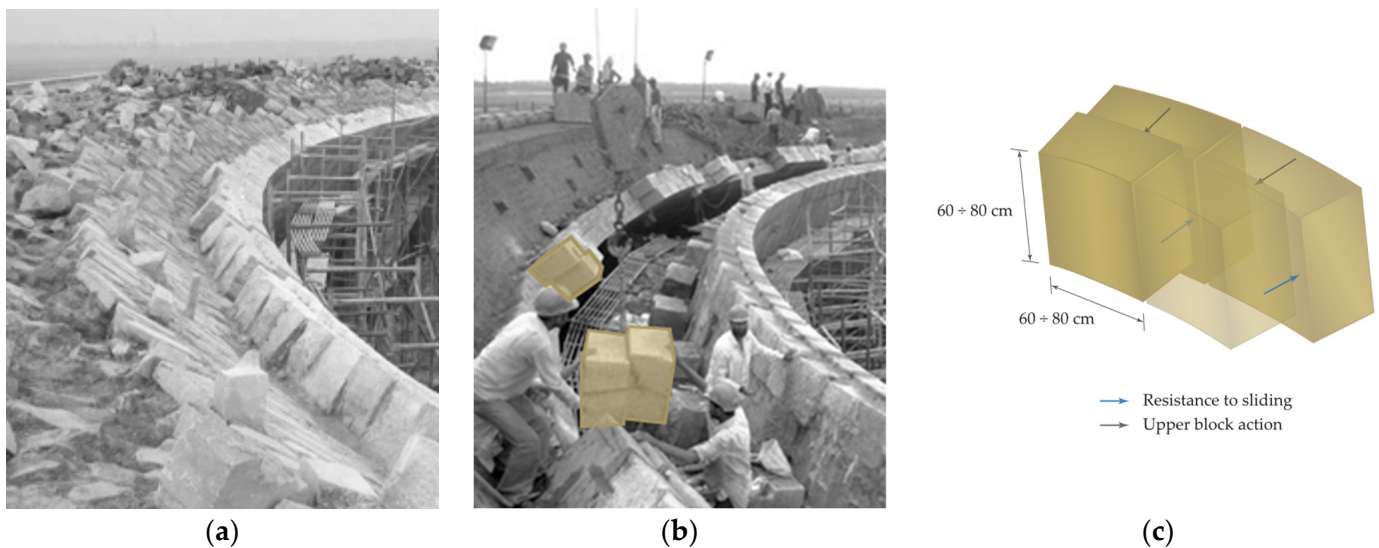 60 ÷ 80 cm
60 ÷ 80 cm
Resistance to sliding
Upper block action
(a)
(b)
(c)